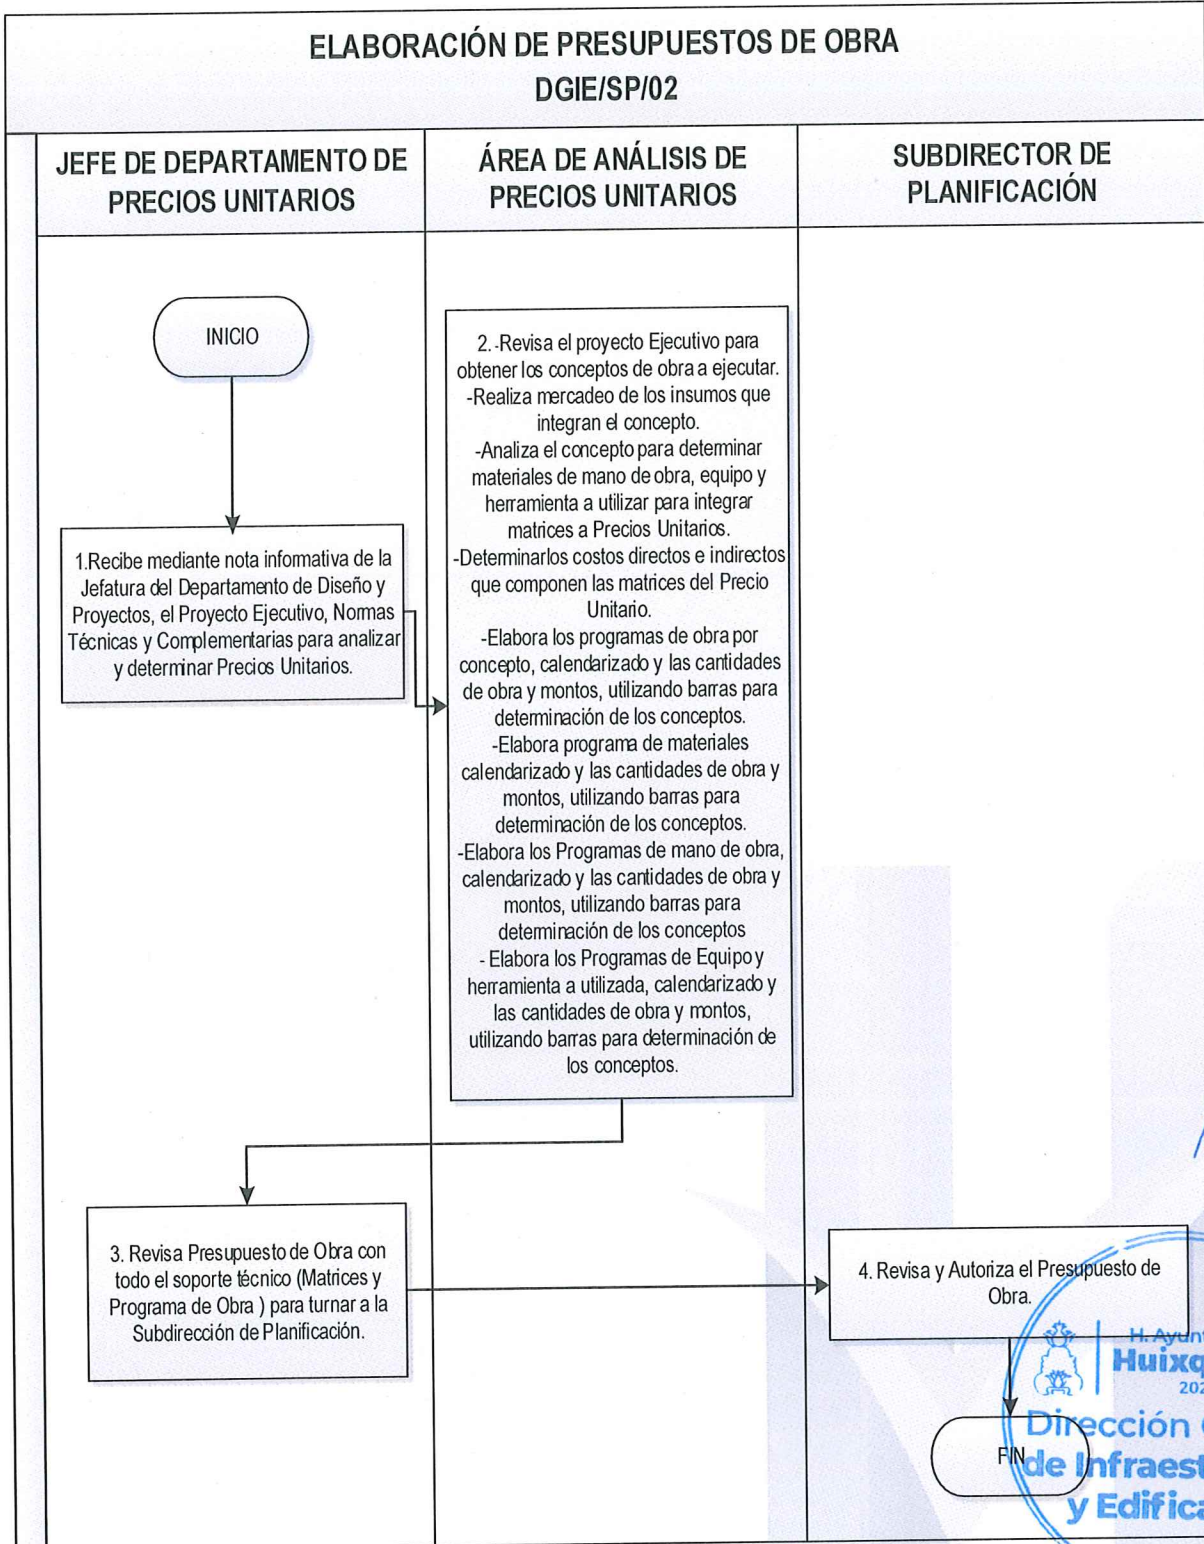 ELABORACIÓN DE PRESUPUESTOS DE OBRA
DGIE/SP/02
JEFE DE DEPARTAMENTO DE
PRECIOS UNITARIOS
ÁREA DE ANÁLISIS DE
PRECIOS UNITARIOS
SUBDIRECTOR DE
PLANIFICACIÓN
INICIO
1.Recibe mediante nota informativa de la
Jefatura del Departamento de Diseño y
Proyectos, el Proyecto Ejecutivo, Normas
Técnicas y Complementarias para analizar
y determinar Precios Unitarios.
2.-Revisa el proyecto Ejecutivo para
obtener los conceptos de obra a ejecutar.
-Realiza mercadeo de los insumos que
integran el concepto.
-Analiza el concepto para determinar
materiales de mano de obra, equipo y
herramienta a utilizar para integrar
matrices a Precios Unitarios.
-Determinarlos costos directos e indirectos
que componen las matrices del Precio
Unitario.
-Elabora los programas de obra por
concepto, calendarizado y las cantidades
de obra y montos, utilizando barras para
determinación de los conceptos.
-Elabora programa de materiales
calendarizado y las cantidades de obra y
montos, utilizando barras para
determinación de los conceptos.
-Elabora los Programas de mano de obra,
calendarizado y las cantidades de obra y
montos, utilizando barras para
determinación de los conceptos
- Elabora los Programas de Equipo y
herramienta a utilizada, calendarizado y
las cantidades de obra y montos,
utilizando barras para determinación de
los conceptos.
3. Revisa Presupuesto de Obra con
todo el soporte técnico (Matrices y
Programa de Obra ) para turnar a la
Subdirección de Planificación.
4. Revisa y Autoriza el Presupuesto de
Obra.
FIN
H. Ayun
Huixq
202
Dirección
de Infraest
y Edifica